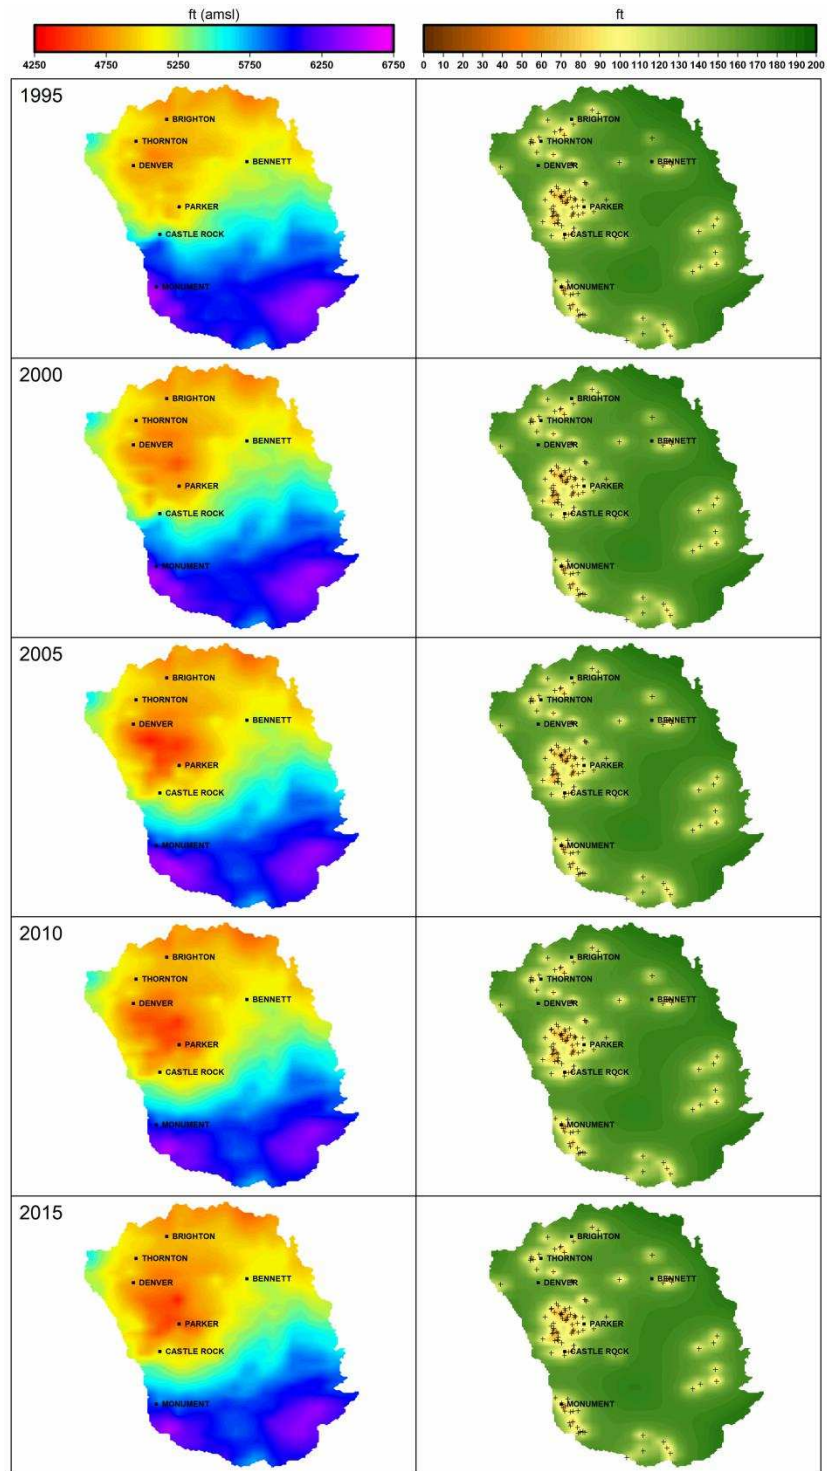 ft (amsl)
4250 4750 5250 5750 6250 6750
ft
0 10 20 30 40 50 60 70 80 90 100 110 120 130 140 150 160 170 180 190 200
1995
BRIGHTON
THORNTON
DENVER
BENNETT
PARKER
CASTLE ROCK
MONUMENT
BRIGHTON
THORNTON
DENVER
BENNETT
PARKER
CASTLE ROCK
MONUMENT
2000
BRIGHTON
THORNTON
DENVER
BENNETT
PARKER
CASTLE ROCK
MONUMENT
BRIGHTON
THORNTON
DENVER
BENNETT
PARKER
CASTLE ROCK
MONUMENT
2005
BRIGHTON
THORNTON
DENVER
BENNETT
PARKER
CASTLE ROCK
MONUMENT
BRIGHTON
THORNTON
DENVER
BENNETT
PARKER
CASTLE ROCK
MONUMENT
2010
BRIGHTON
THORNTON
DENVER
BENNETT
PARKER
CASTLE ROCK
MONUMENT
BRIGHTON
THORNTON
DENVER
BENNETT
PARKER
CASTLE ROCK
MONUMENT
2015
BRIGHTON
THORNTON
DENVER
BENNETT
PARKER
CASTLE ROCK
MONUMENT
BRIGHTON
THORNTON
DENVER
BENNETT
PARKER
CASTLE ROCK
MONUMENT